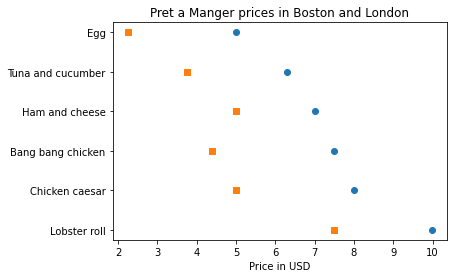 Pret a Manger prices in Boston and London
Egg
Tuna and cucumber
Ham and cheese
Bang bang chicken
Chicken caesar
Lobster roll
2 3 4 5 6 7 8 9 10
Price in USD